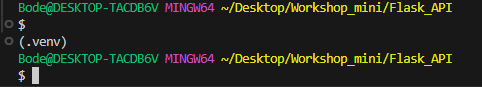 Bode@DESKTOP-TACDB6V MINGW64 ~/Desktop/Workshop_mini/Flask_API
$
(.venv)
Bode@DESKTOP-TACDB6V MINGW64 ~/Desktop/Workshop_mini/Flask_API
$